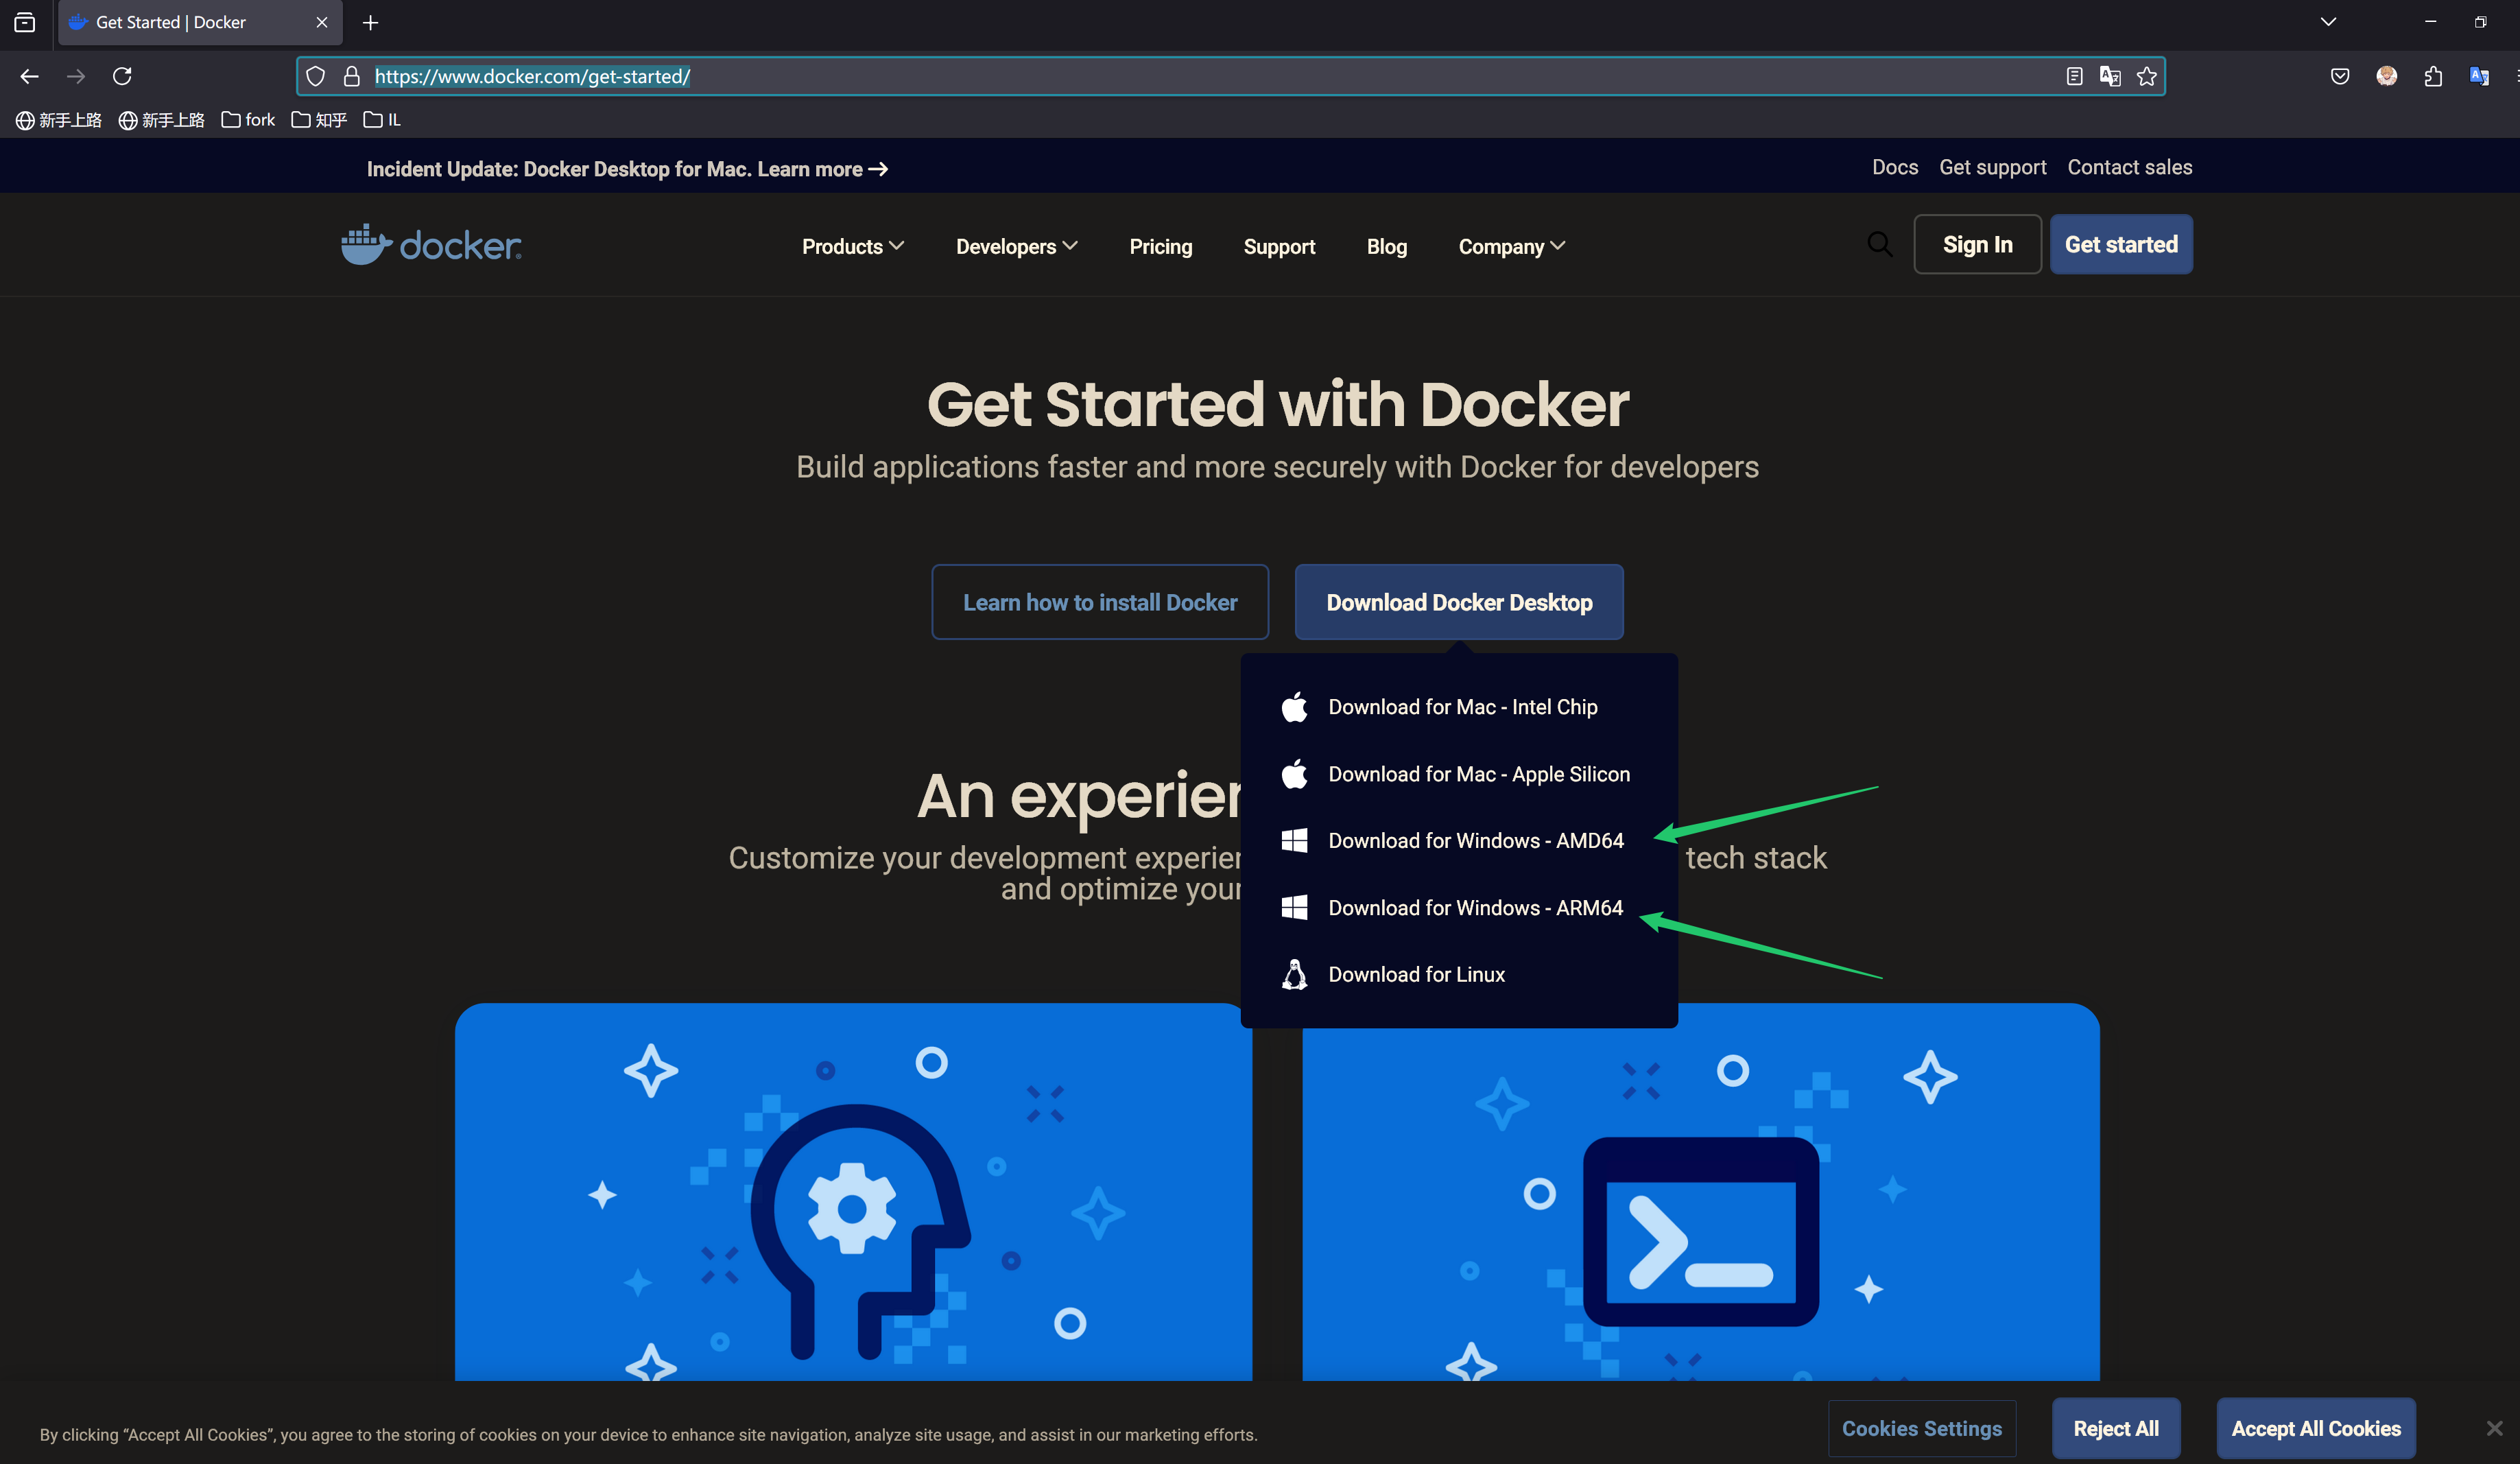 Get Started | Docker
https://www.docker.com/get-started/
新手上路 新手上路 fork 知乎 IL
Incident Update: Docker Desktop for Mac. Learn more
Docs Get support Contact sales
docker
Products Developers Pricing Support Blog Company
Sign In Get started
Get Started with Docker
Build applications faster and more securely with Docker for developers
Learn how to install Docker Download Docker Desktop
Download for Mac - Intel Chip
Download for Mac - Apple Silicon
Download for Windows - AMD64
Download for Windows - ARM64
Download for Linux
An
Customize your development tech stack
and optimize your
By clicking “Accept All Cookies”, you agree to the storing of cookies on your device to enhance site navigation, analyze site usage, and assist in our marketing efforts.
Cookies Settings Reject All Accept All Cookies